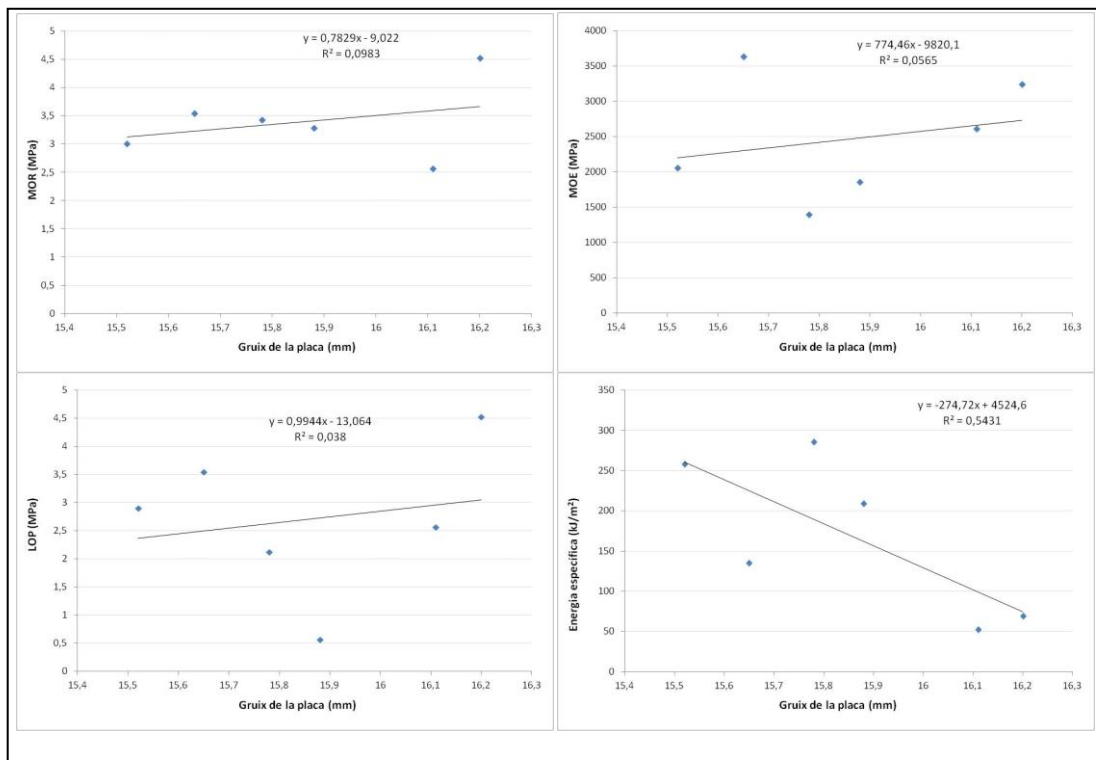 y = 0,7829x - 9,022
R² = 0,0983
5
4,5
4
3,5
3
2,5
2
1,5
1
0,5
0
MOR (MPa)
15,4 15,5 15,6 15,7 15,8 15,9 16 16,1 16,2 16,3
Gruix de la placa (mm)
y = 774,46x - 9820,1
R² = 0,0565
4000
3500
3000
2500
2000
1500
1000
500
0
MOE (MPa)
15,4 15,5 15,6 15,7 15,8 15,9 16 16,1 16,2 16,3
Gruix de la placa (mm)
y = 0,9944x - 13,064
R² = 0,038
5
4,5
4
3,5
3
2,5
2
1,5
1
0,5
0
LOP (MPa)
15,4 15,5 15,6 15,7 15,8 15,9 16 16,1 16,2 16,3
Gruix de la placa (mm)
y = -274,72x + 4524,6
R² = 0,5431
350
300
250
200
150
100
50
0
Energia específica (kJ/m²)
15,4 15,5 15,6 15,7 15,8 15,9 16 16,1 16,2 16,3
Gruix de la placa (mm)